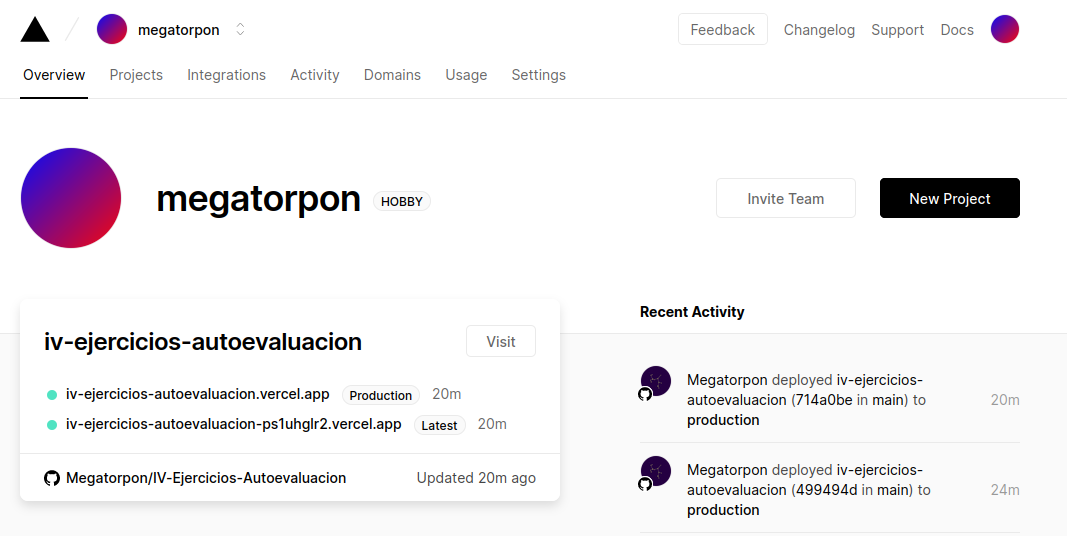 megatorpon
Feedback Changelog Support Docs
Overview Projects Integrations Activity Domains Usage Settings
megatorpon HOBBY
Invite Team New Project
iv-ejercicios-autoevaluacion Visit
iv-ejercicios-autoevaluacion.vercel.app Production 20m
iv-ejercicios-autoevaluacion-ps1uhglr2.vercel.app Latest 20m
Megatorpon/IV-Ejercicios-Autoevaluacion Updated 20m ago
Recent Activity
Megatorpon deployed iv-ejercicios-
autoevaluacion (714a0be in main) to 20m
production
Megatorpon deployed iv-ejercicios-
autoevaluacion (499494d in main) to 24m
production